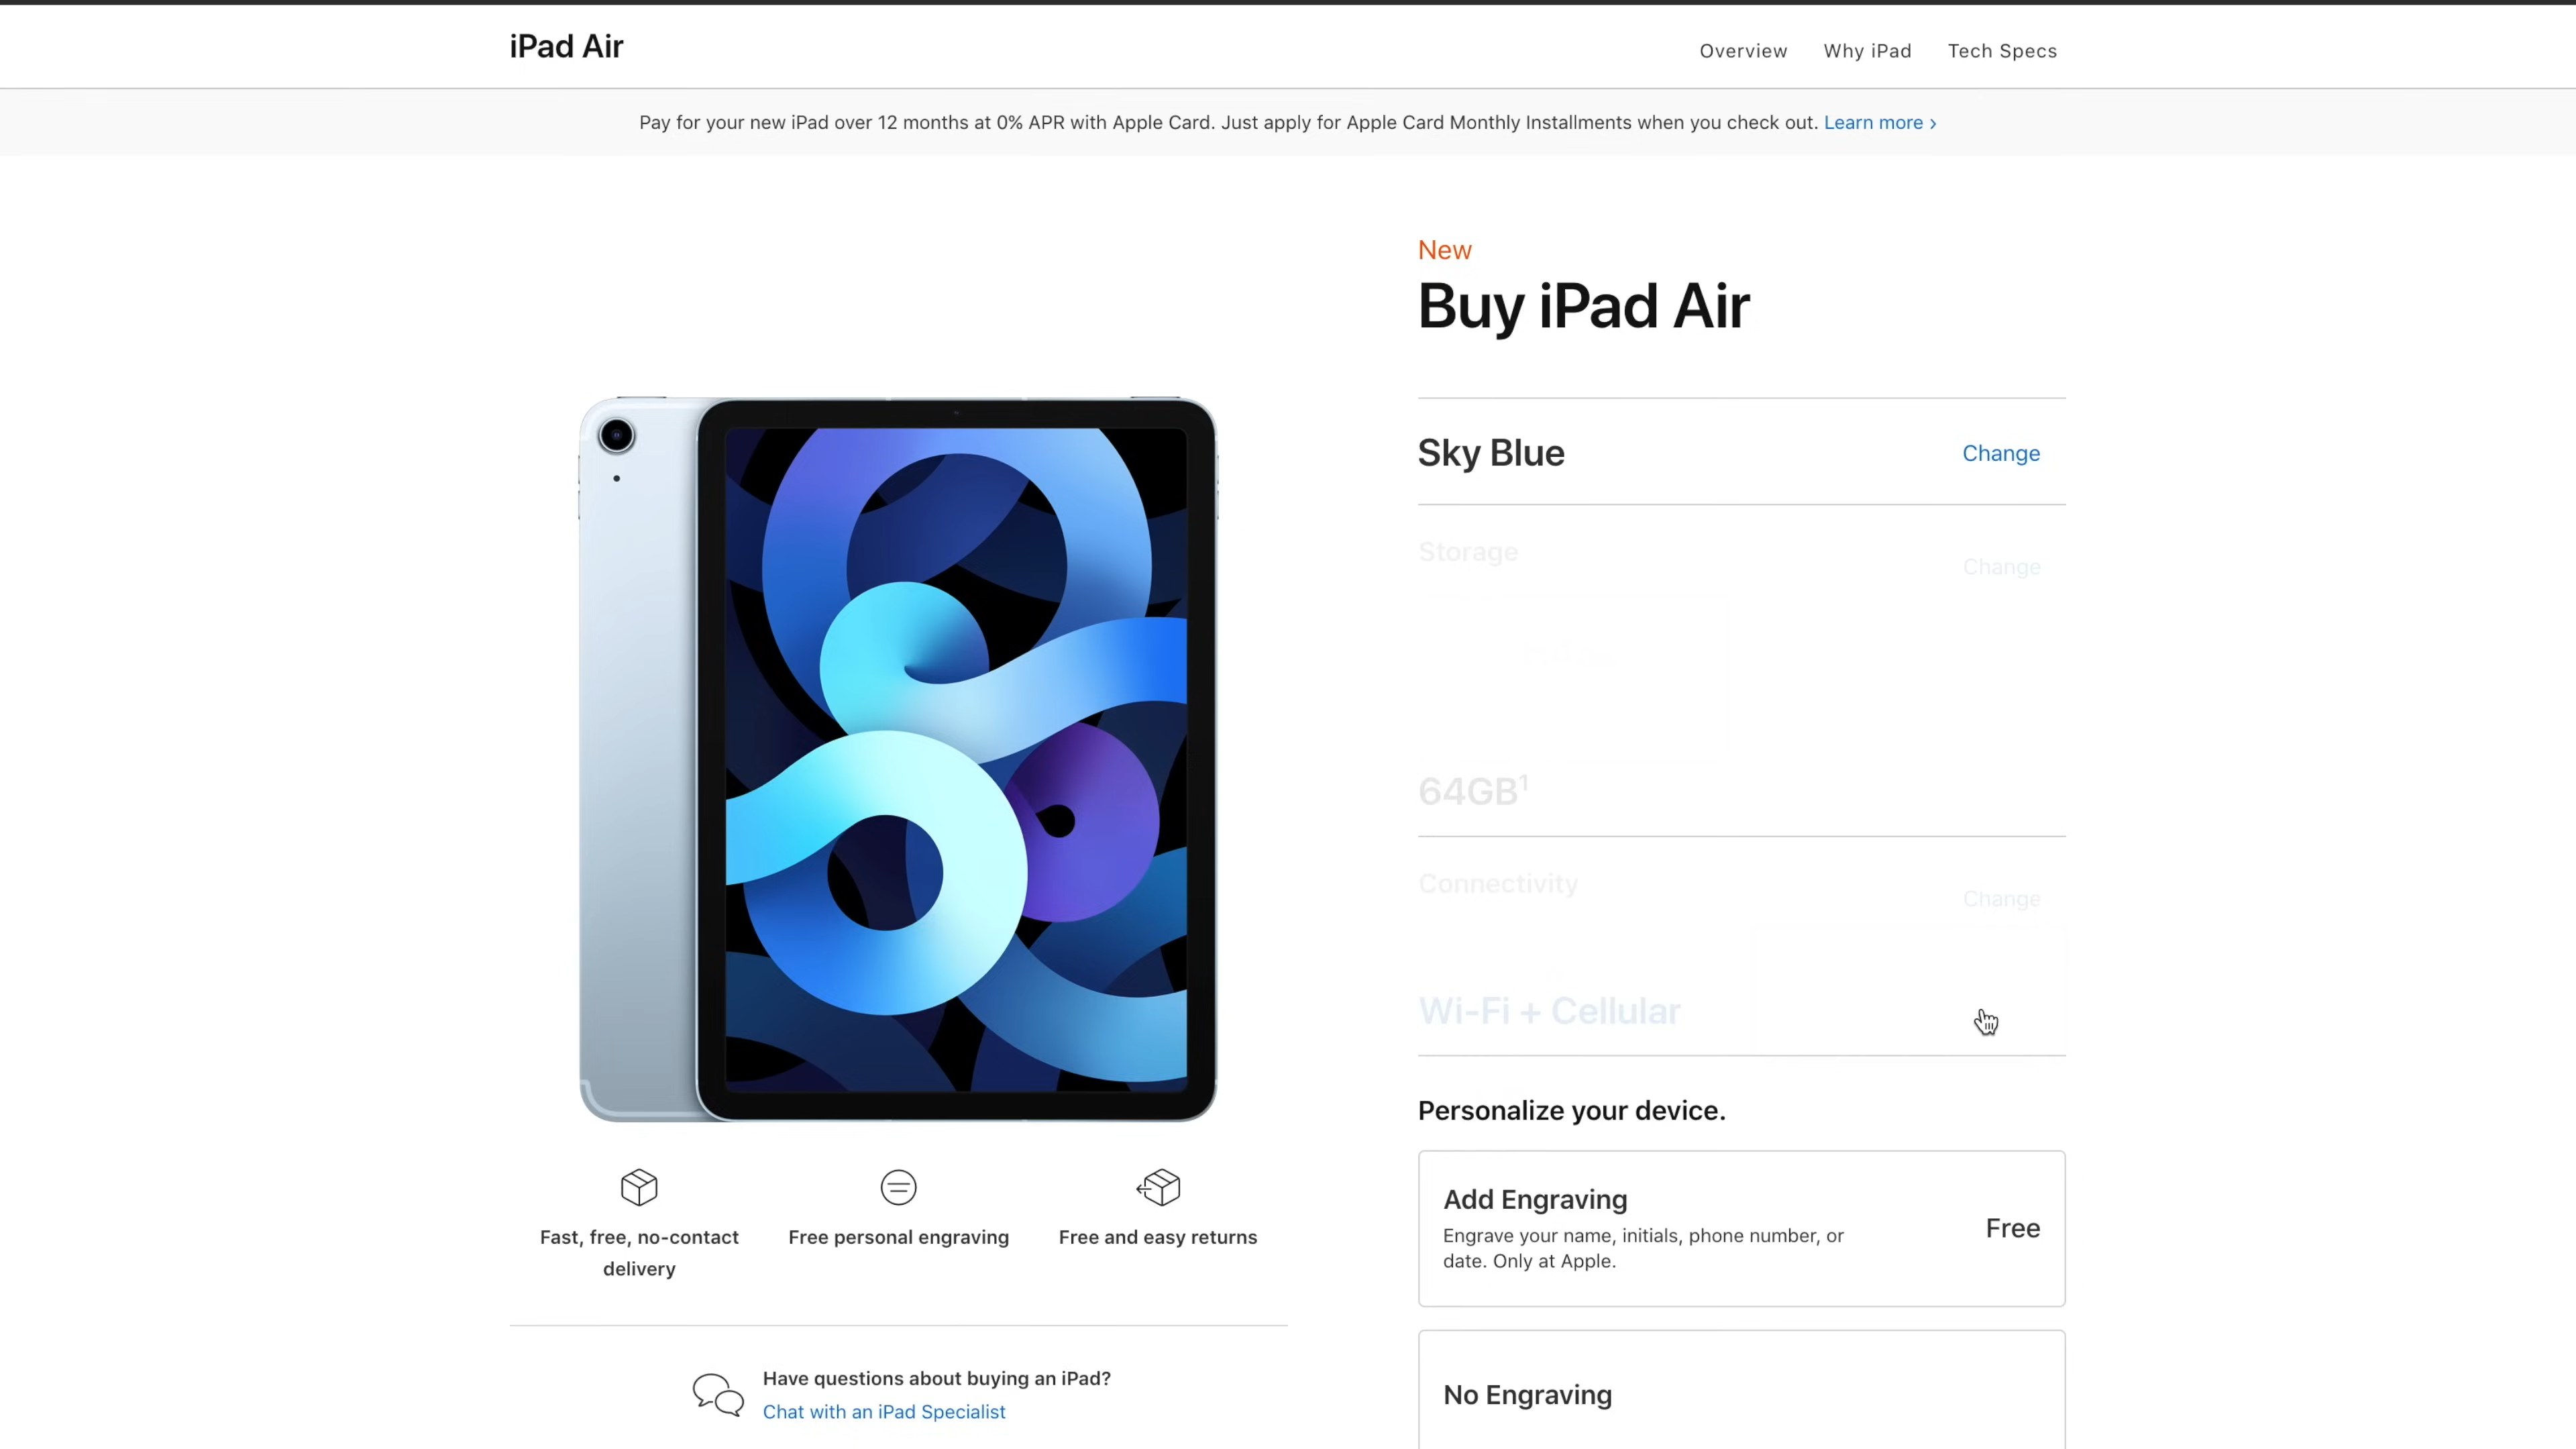 iPad Air
Overview
Why iPad
Tech Specs
Pay for your new iPad over 12 months at 0% APR with Apple Card. Just apply for Apple Card Monthly Installments when you check out. Learn more ›
New
Buy iPad Air
Sky Blue
Change
Storage
Change
64GB¹
Connectivity
Change
Wi-Fi + Cellular
Personalize your device.
Add Engraving
Engrave your name, initials, phone number, or
date. Only at Apple.
Free
No Engraving
Fast, free, no-contact
delivery
Free personal engraving
Free and easy returns
Have questions about buying an iPad?
Chat with an iPad Specialist